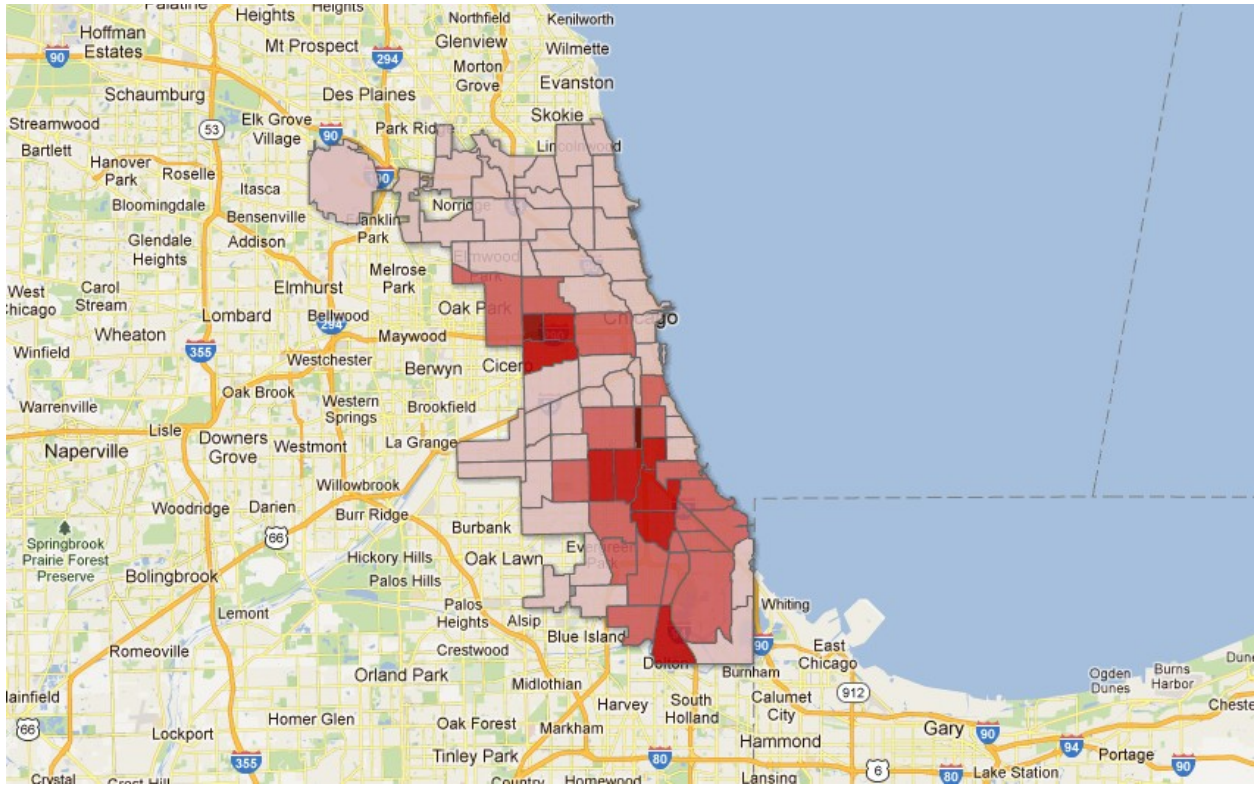 Palatine
Heights
Heights
Northfield
Kenilworth
Hoffman
Estates
Mt Prospect
Glenview
Wilmette
90
294
Morton
Grove
Evanston
Schaumburg
Des Plaines
Skokie
Streamwood
53
Elk Grove
Village
90
Park Ridge
Lincolnwood
Bartlett
Hanover
Park
Roselle
Itasca
90
Bloomingdale
Bensenville
Franklin
Park
Norridge
Glendale
Heights
Addison
Elmwood
Park
Melrose
Park
West
Chicago
Carol
Stream
Elmhurst
Oak Park
Lombard
Bellwood
294
Chicago
Wheaton
Maywood
Winfield
355
Westchester
Berwyn
Cicero
Oak Brook
Warrenville
Western
Springs
Brookfield
Lisle
Downers
Grove
Westmont
La Grange
Naperville
Willowbrook
Woodridge
Darien
Burr Ridge
Burbank
66
Springbrook
Prairie Forest
Preserve
Hickory Hills
Oak Lawn
Evergreen
Park
Bolingbrook
Palos Hills
Lemont
Palos
Heights
Alsip
Whiting
Blue Island
90
Romeoville
Crestwood
Dolton
Burnham
East
Chicago
Orland Park
Midlothian
Ogden
Dunes
Burns
Harbor
Dune
Plainfield
Harvey
South
Holland
Calumet
City
912
Cheste
66
Homer Glen
Oak Forest
Markham
Gary
90
Lockport
Hammond
94
Portage
355
Tinley Park
80
6
80
Lake Station
90
Crystal
Crest Hill
Country
Homewood
Lansing